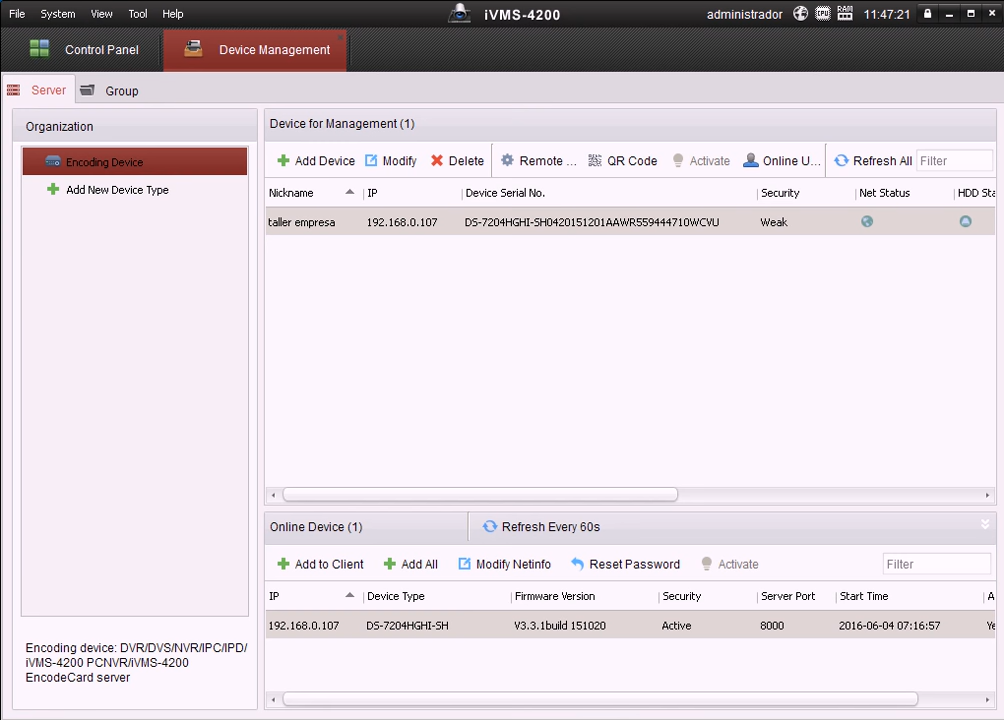 File System View Tool Help iVMS-4200 administrador CPU RAM 11:47:21
Control Panel Device Management
Server Group
Organization
Encoding Device
Add New Device Type
Encoding device: DVR/DVS/NVR/IPC/IPD/
iVMS-4200 PCNVR/iVMS-4200
EncodeCard server
Device for Management (1)
Add Device Modify Delete Remote ... QR Code Activate Online U... Refresh All Filter
Nickname IP Device Serial No. Security Net Status HDD Sta
taller empresa 192.168.0.107 DS-7204HGHI-SH0420151201AAWR559444710WCVU Weak
Online Device (1) Refresh Every 60s
Add to Client Add All Modify Netinfo Reset Password Activate Filter
IP Device Type Firmware Version Security Server Port Start Time A
192.168.0.107 DS-7204HGHI-SH V3.3.1build 151020 Active 8000 2016-06-04 07:16:57 Ye